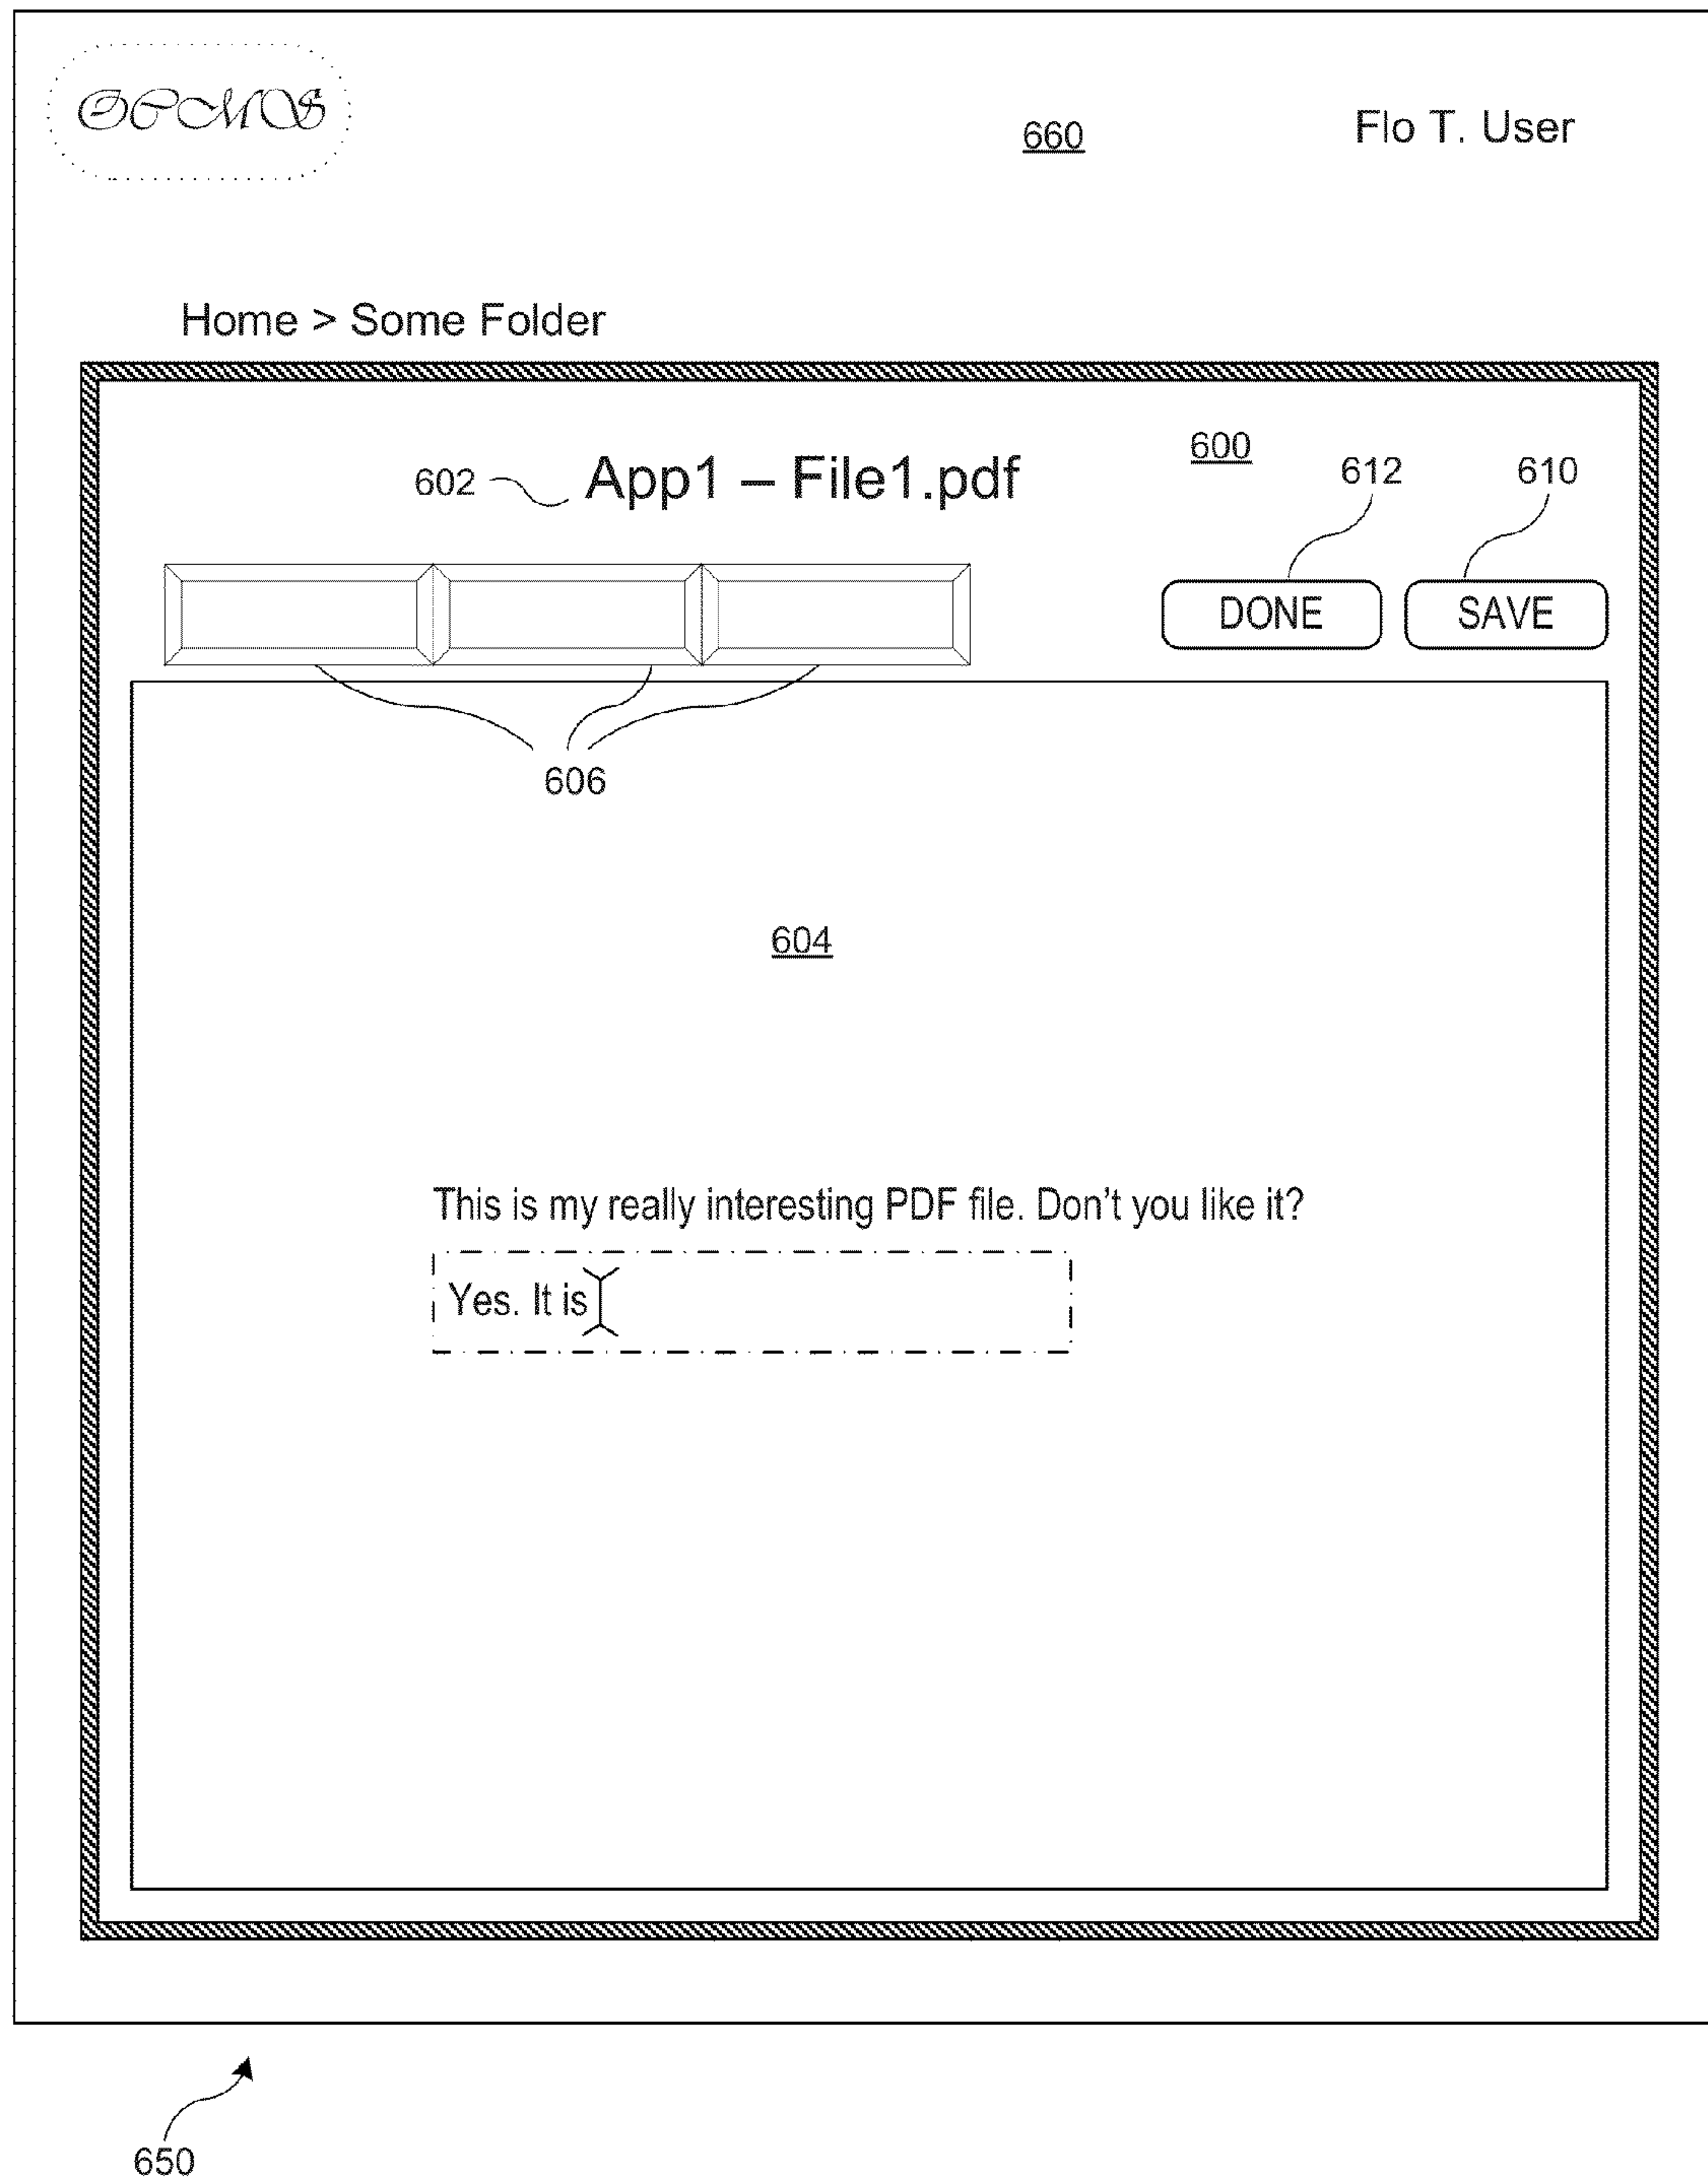 OCMS
660
Flo T. User
Home > Some Folder
600
602
App1 – File1.pdf
612
610
DONE
SAVE
606
604
This is my really interesting PDF file. Don't you like it?
Yes. It is
650